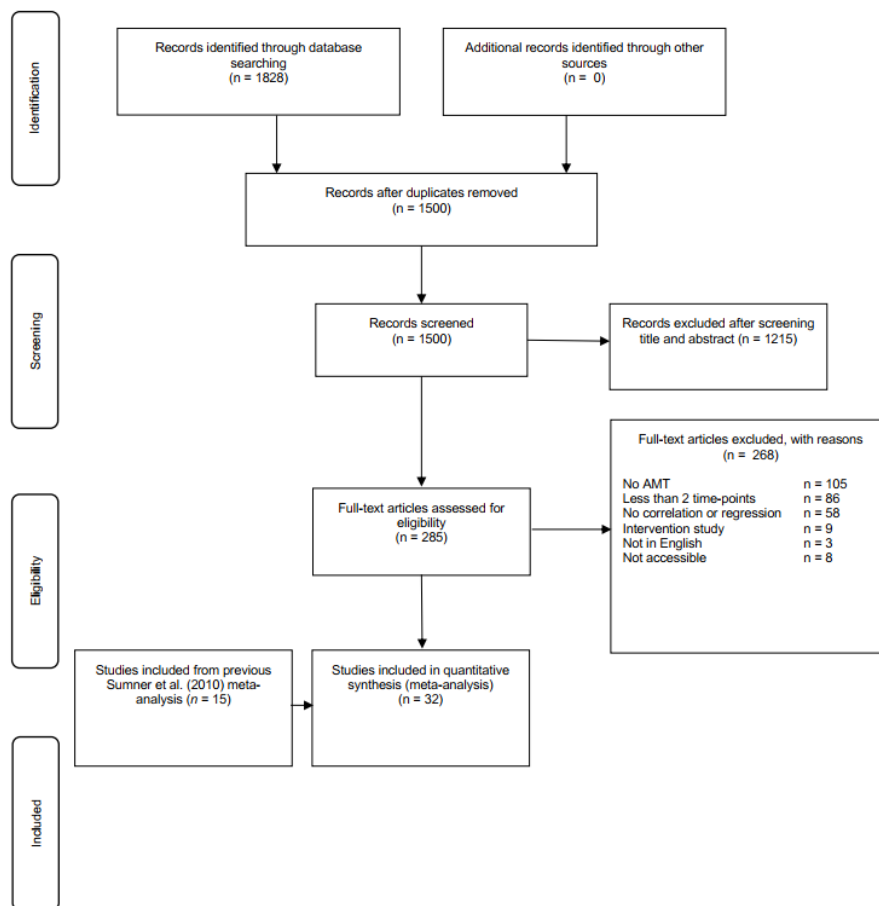 Identification
Records identified through database
searching
(n = 1828)
Additional records identified through other
sources
(n = 0)
Records after duplicates removed
(n = 1500)
Screening
Records screened
(n = 1500)
Records excluded after screening
title and abstract (n = 1215)
Full-text articles excluded, with reasons
(n = 268)
No AMT n = 105
Less than 2 time-points n = 86
No correlation or regression n = 58
Intervention study n = 9
Not in English n = 3
Not accessible n = 8
Eligibility
Full-text articles assessed for
eligibility
(n = 285)
Studies included from previous
Sumner et al. (2010) meta-
analysis (n = 15)
Studies included in quantitative
synthesis (meta-analysis)
(n = 32)
Included